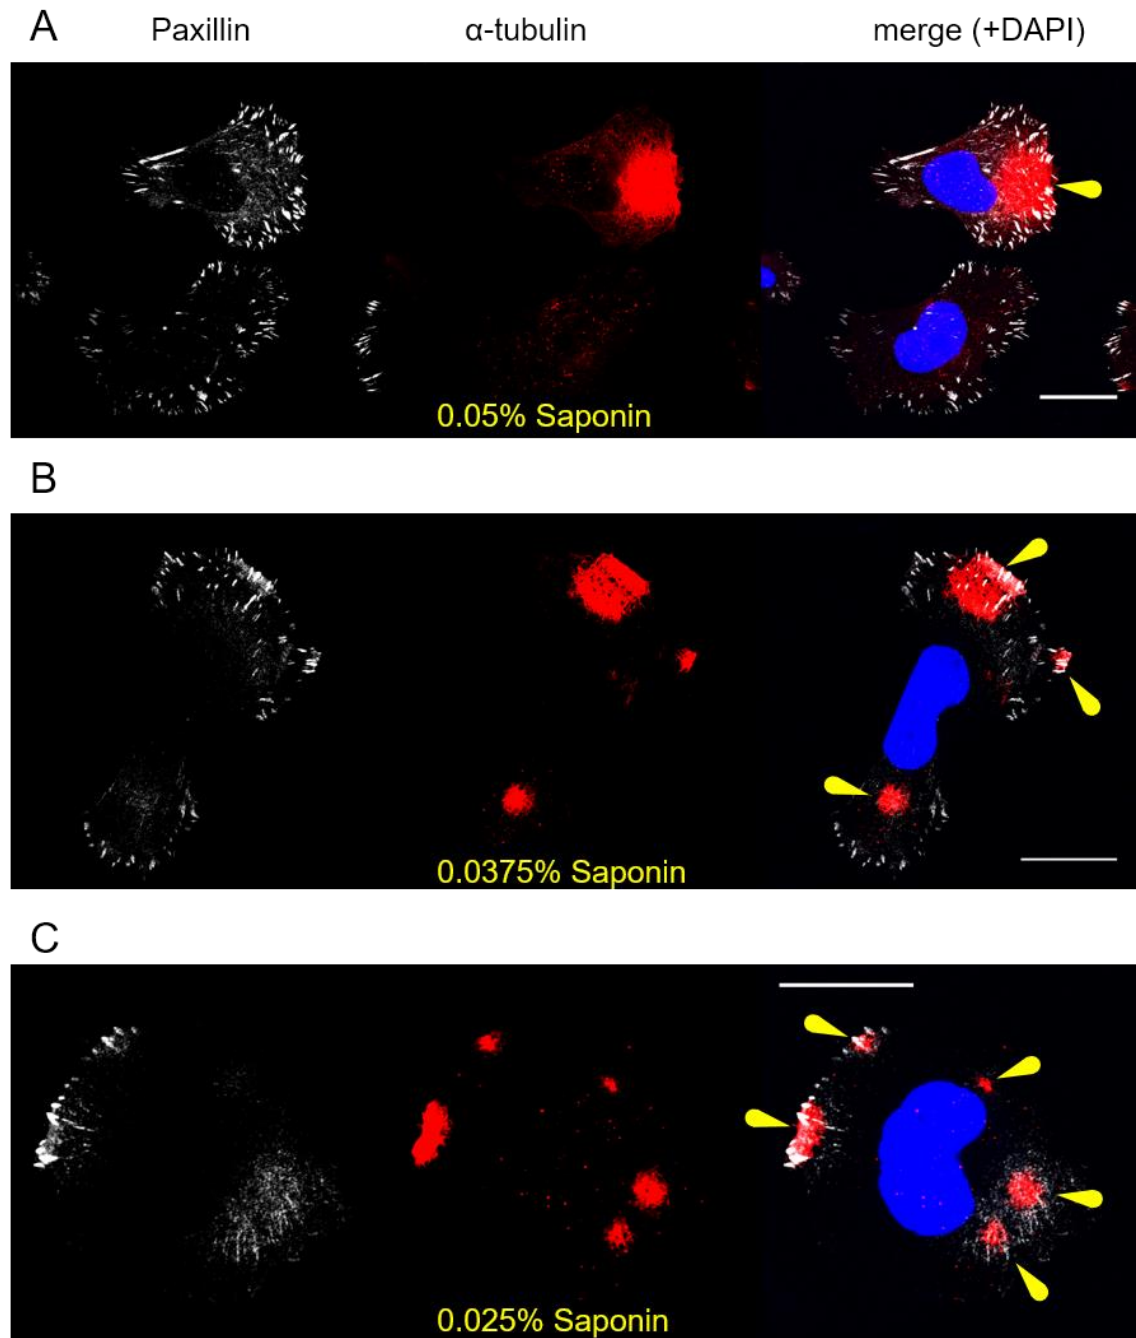 A Paxillin α-tubulin merge (+DAPI)
0.05% Saponin
B
0.0375% Saponin
C
0.025% Saponin